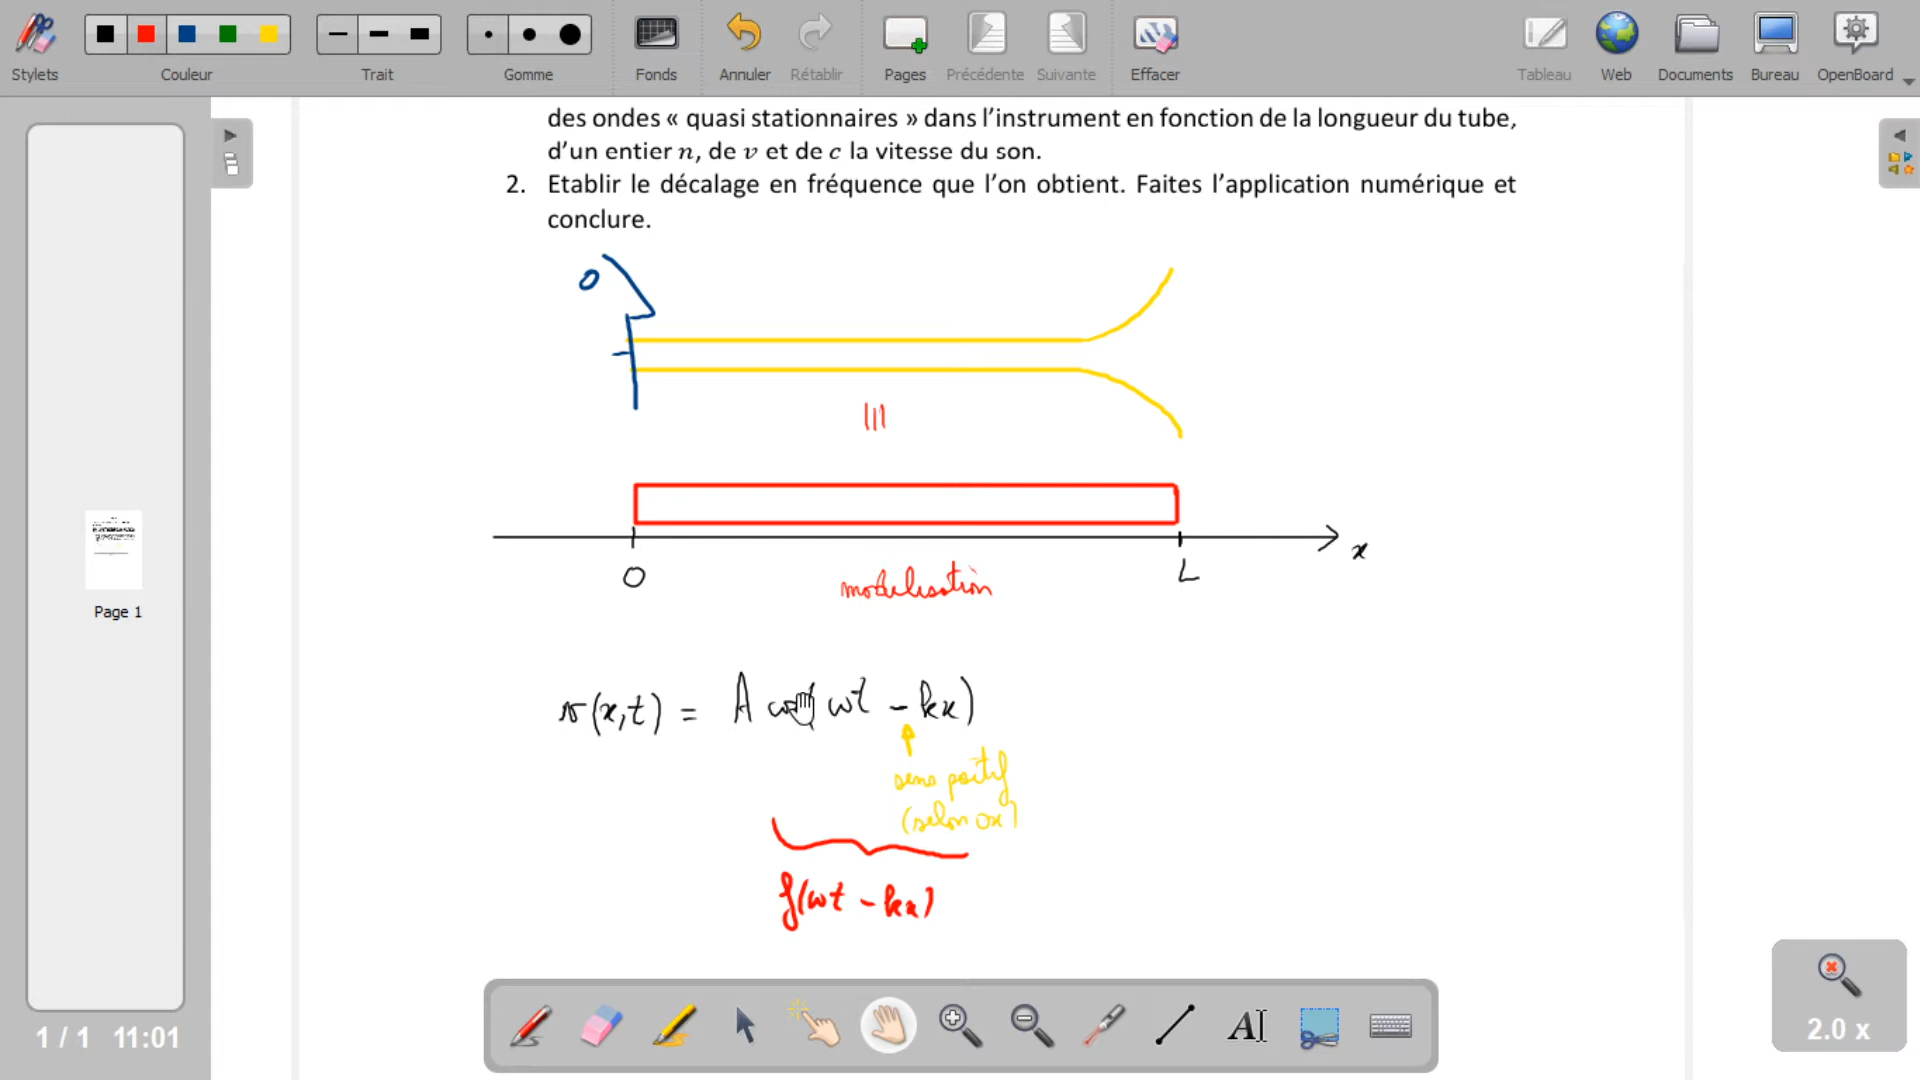 Stylets
Couleur
Trait
Gomme
Fonds
Annuler
Rétablir
Pages
Précédente
Suivante
Effacer
Tableau
Web
Documents
Bureau
OpenBoard
des ondes « quasi stationnaires » dans l’instrument en fonction de la longueur du tube,
d’un entier n, de v et de c la vitesse du son.
2. Etablir le décalage en fréquence que l’on obtient. Faites l’application numérique et
conclure.
O L x
modélisation
v(x,t) = A cos(ωt - kx)
sens positif
(selon Ox)
f(ωt - kx)
Page 1
1 / 1 11:01
AI
2.0 x